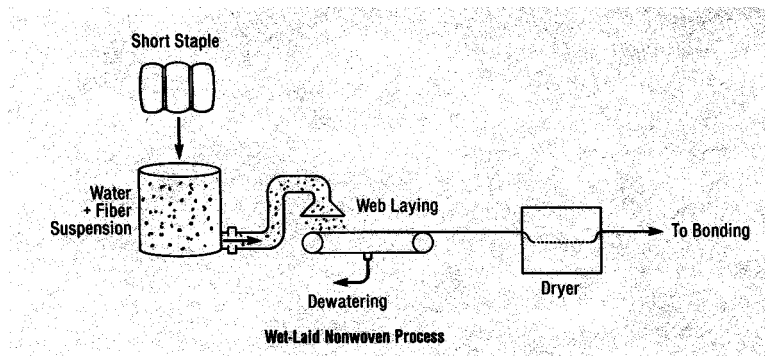 Short Staple
Water
+ Fiber
Suspension
Web Laying
To Bonding
Dryer
Dewatering
Wet-Laid Nonwoven Process